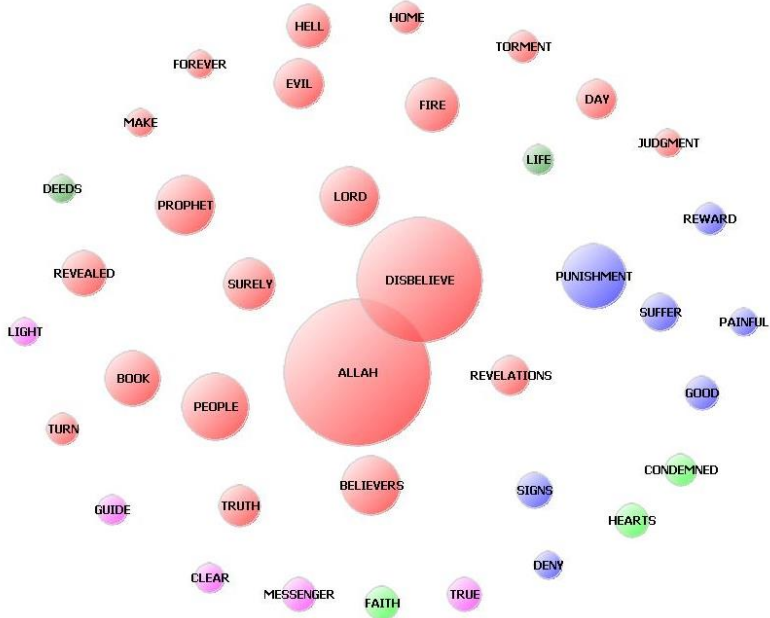 HOME
HELL
TORMENT
FOREVER
EVIL
DAY
FIRE
MAKE
JUDGMENT
LIFE
DEEDS
LORD
PROPHET
REWARD
REVEALED
PUNISHMENT
DISBELIEVE
SURELY
SUFFER
PAINFUL
LIGHT
ALLAH
REVELATIONS
BOOK
GOOD
PEOPLE
TURN
CONDEMNED
BELIEVERS
SIGNS
TRUTH
GUIDE
HEARTS
DENY
CLEAR
MESSENGER
TRUE
FAITH